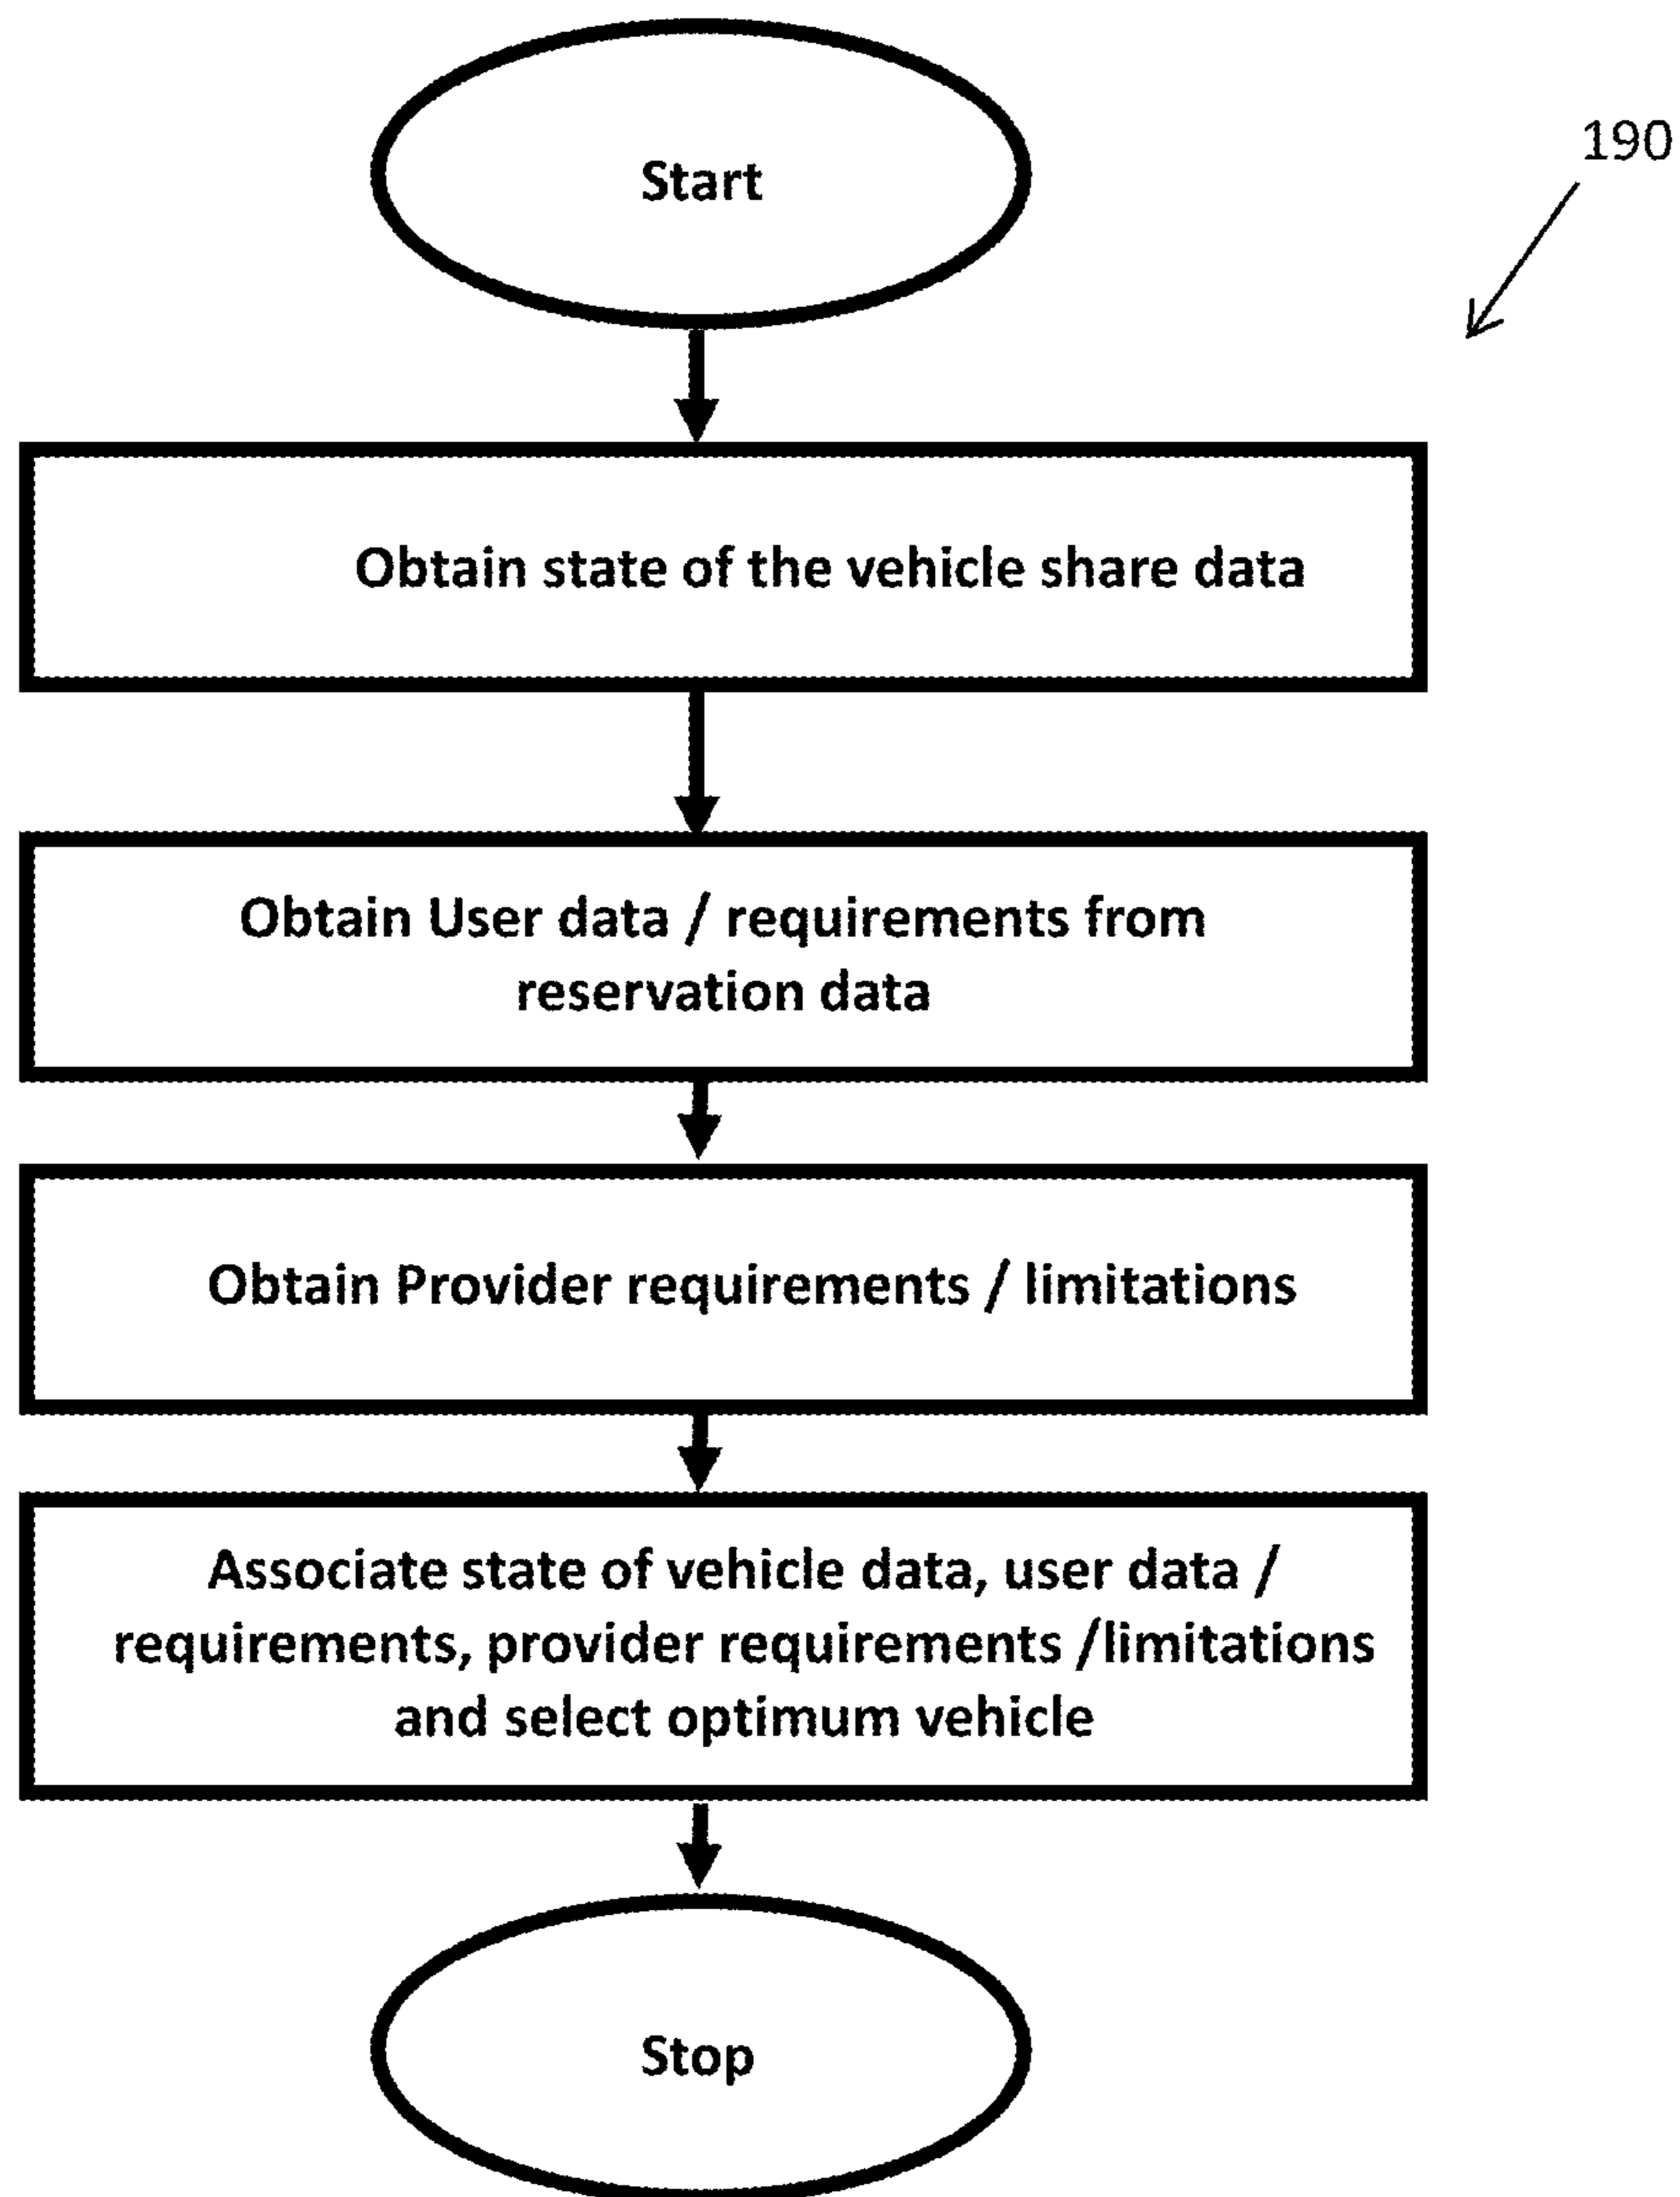 Start
190
Obtain state of the vehicle share data
Obtain User data / requirements from
reservation data
Obtain Provider requirements / limitations
Associate state of vehicle data, user data /
requirements, provider requirements /limitations
and select optimum vehicle
Stop